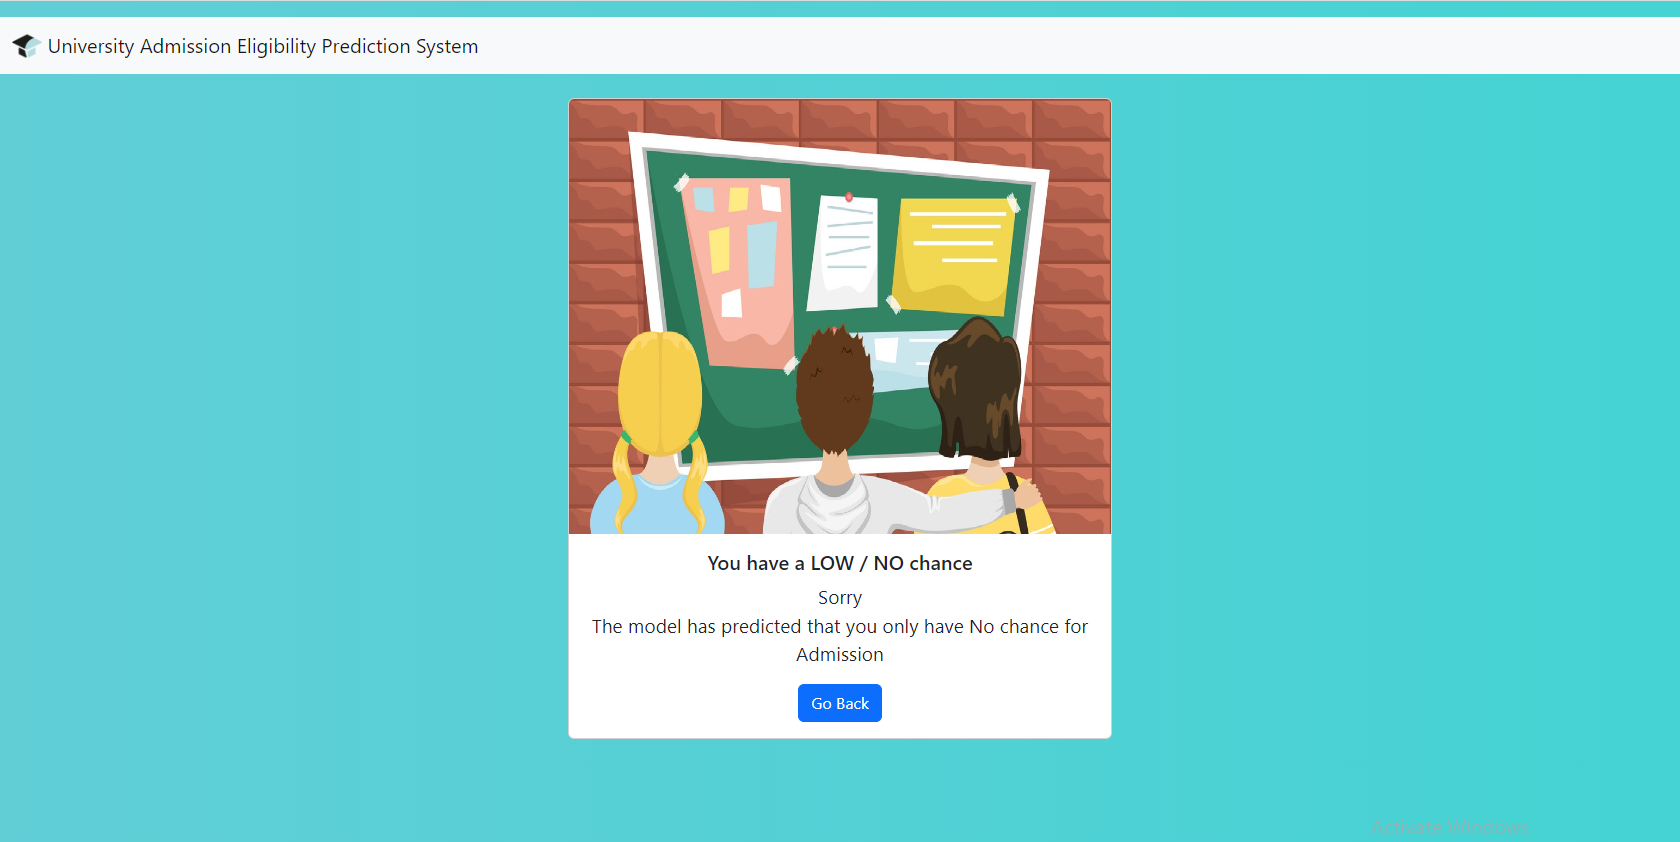 University Admission Eligibility Prediction System
You have a LOW / NO chance
Sorry
The model has predicted that you only have No chance for
Admission
Go Back
Activate Windows